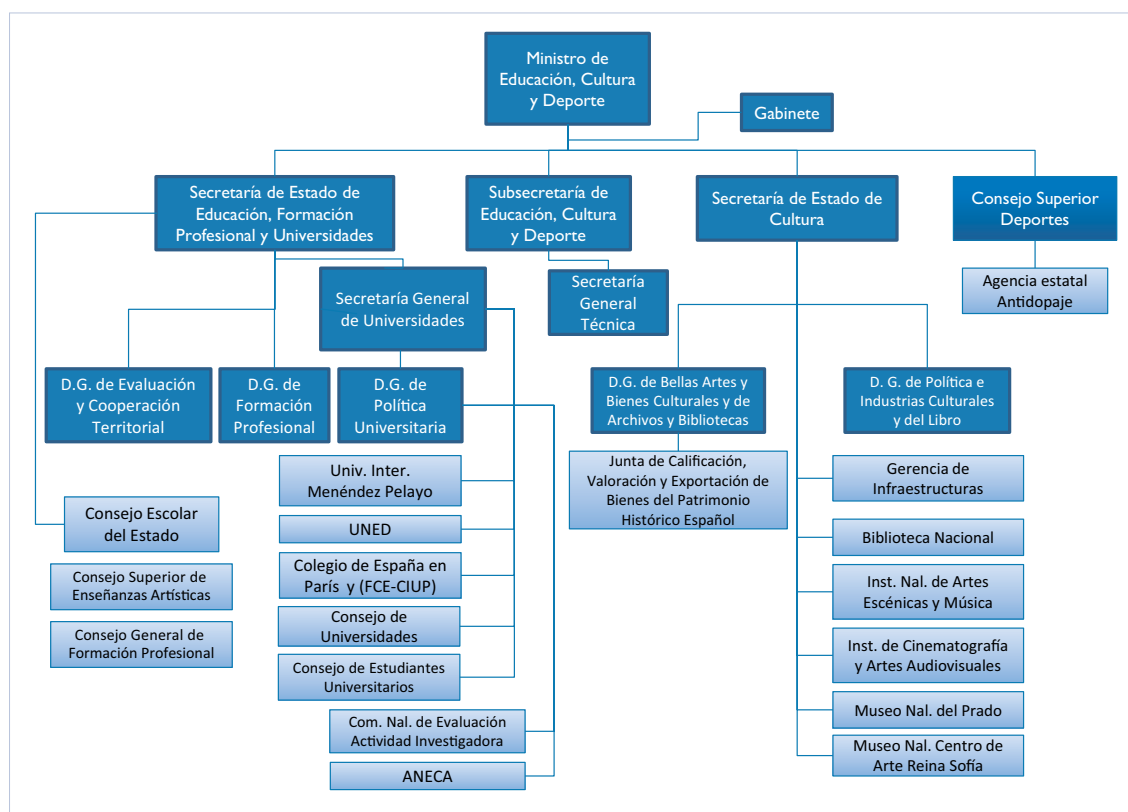 Ministro de
Educación, Cultura
y Deporte
Gabinete
Secretaría de Estado de
Educación, Formación
Profesional y Universidades
Subsecretaría de
Educación, Cultura
y Deporte
Secretaría de Estado de
Cultura
Consejo Superior
Deportes
Secretaría General
de Universidades
Secretaría
General
Técnica
Agencia estatal
Antidopaje
D.G. de Evaluación
y Cooperación
Territorial
D.G. de
Formación
Profesional
D.G. de
Política
Universitaria
D.G. de Bellas Artes y
Bienes Culturales y de
Archivos y Bibliotecas
D. G. de Política e
Industrias Culturales
y del Libro
Univ. Inter.
Menéndez Pelayo
Junta de Calificación,
Valoración y Exportación de
Bienes del Patrimonio
Histórico Español
Gerencia de
Infraestructuras
Consejo Escolar
del Estado
UNED
Biblioteca Nacional
Consejo Superior de
Enseñanzas Artísticas
Colegio de España en
París y (FCE-CIUP)
Inst. Nal. de Artes
Escénicas y Música
Consejo General de
Formación Profesional
Consejo de
Universidades
Inst. de Cinematografía
y Artes Audiovisuales
Consejo de Estudiantes
Universitarios
Museo Nal. del Prado
Com. Nal. de Evaluación
Actividad Investigadora
Museo Nal. Centro de
Arte Reina Sofía
ANECA